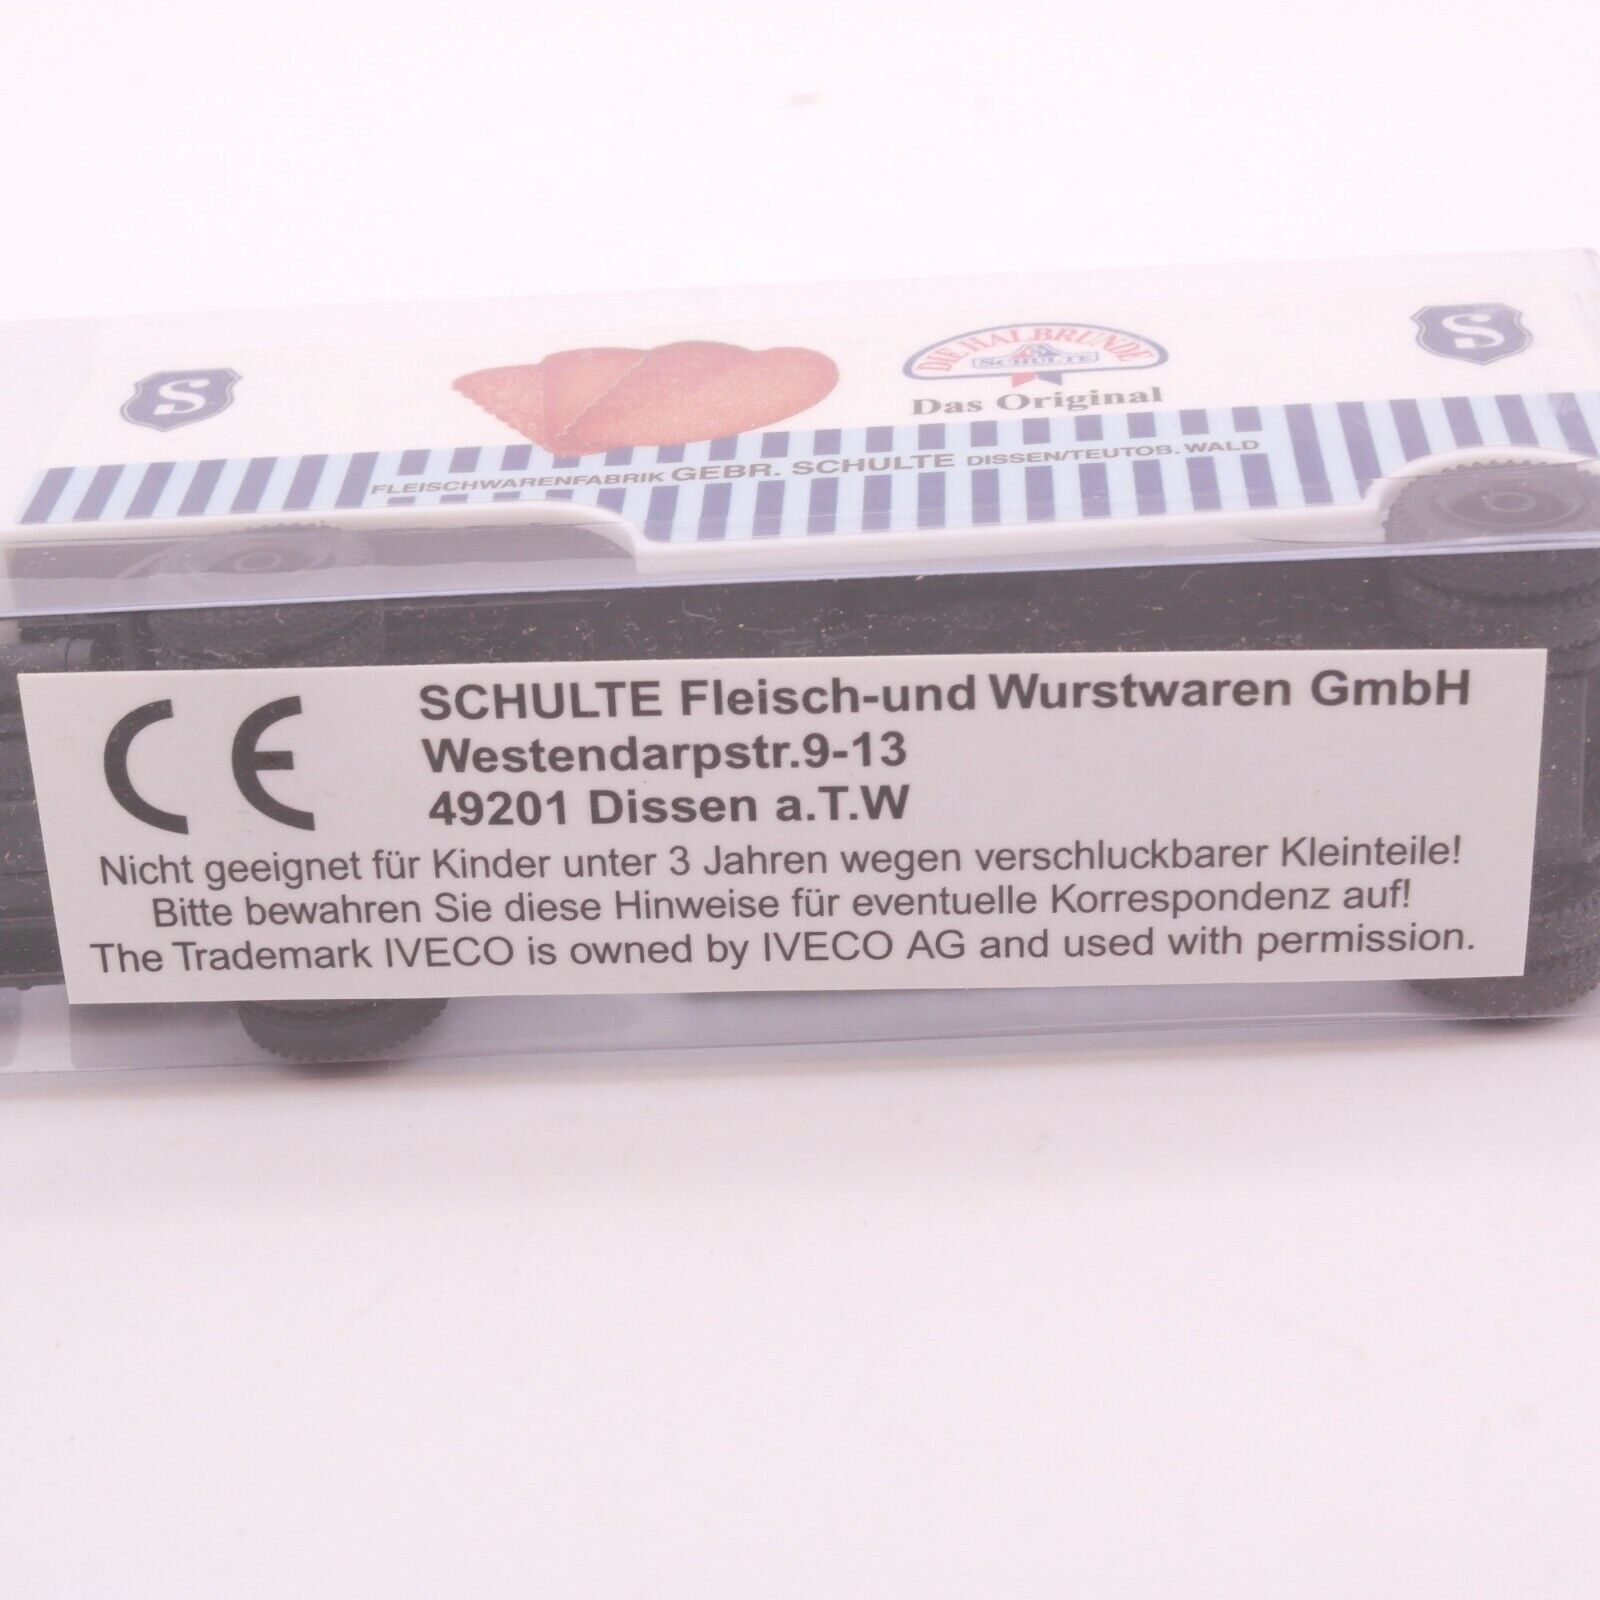 S
DIE HALBRUNDE
SCHULTE
Das Original
S
FLEISCHWARENFABRIK GEBR. SCHULTE DISSEN/TEUTOB. WALD
CE
SCHULTE Fleisch-und Wurstwaren GmbH
Westendarpstr.9-13
49201 Dissen a.T.W
Nicht geeignet für Kinder unter 3 Jahren wegen verschluckbarer Kleinteile!
Bitte bewahren Sie diese Hinweise für eventuelle Korrespondenz auf!
The Trademark IVECO is owned by IVECO AG and used with permission.